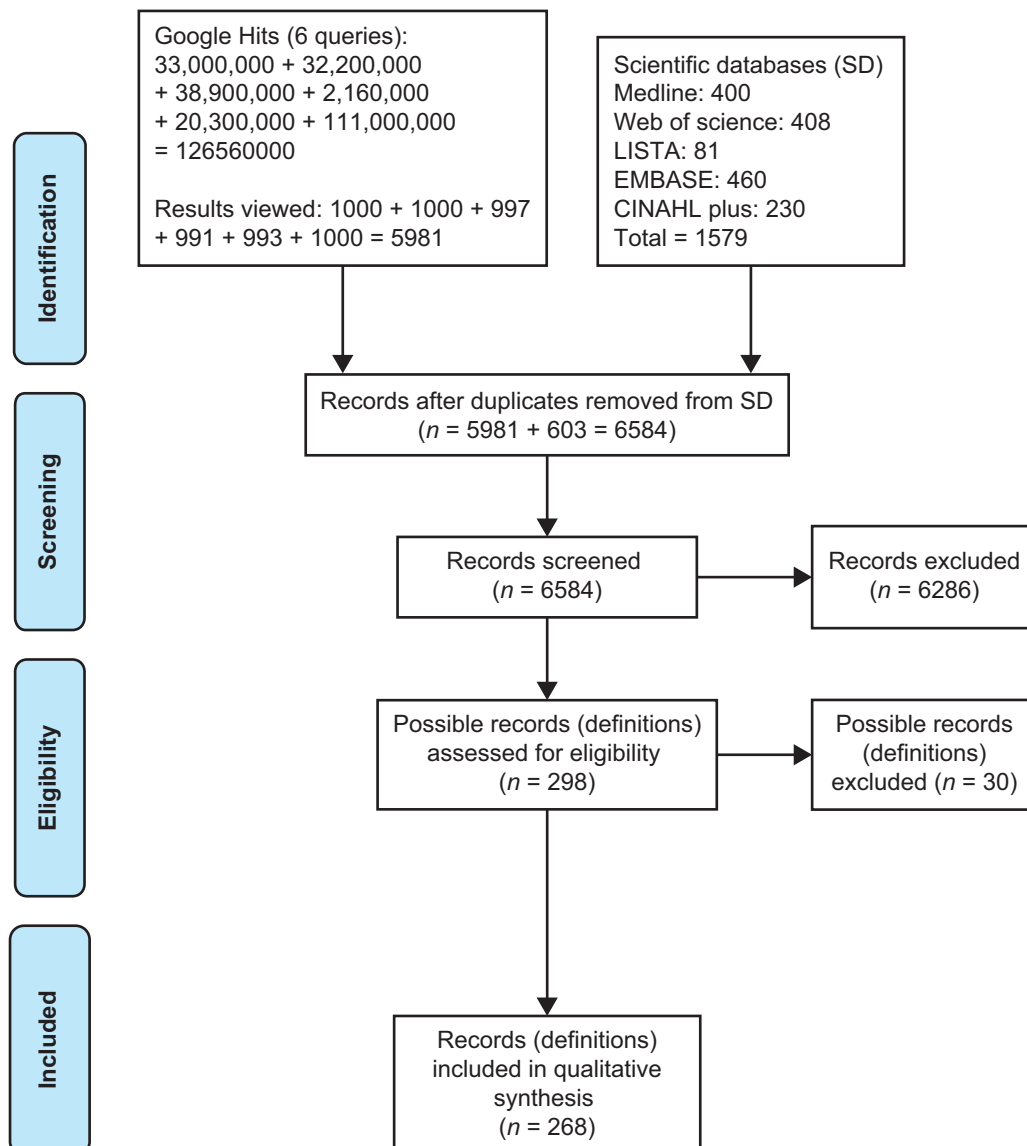 Google Hits (6 queries):
33,000,000 + 32,200,000
+ 38,900,000 + 2,160,000
+ 20,300,000 + 111,000,000
= 126560000
Results viewed: 1000 + 1000 + 997
+ 991 + 993 + 1000 = 5981
Scientific databases (SD)
Medline: 400
Web of science: 408
LISTA: 81
EMBASE: 460
CINAHL plus: 230
Total = 1579
Identification
Records after duplicates removed from SD
(n = 5981 + 603 = 6584)
Screening
Records screened
(n = 6584)
Records excluded
(n = 6286)
Eligibility
Possible records (definitions)
assessed for eligibility
(n = 298)
Possible records
(definitions)
excluded (n = 30)
Included
Records (definitions)
included in qualitative
synthesis
(n = 268)